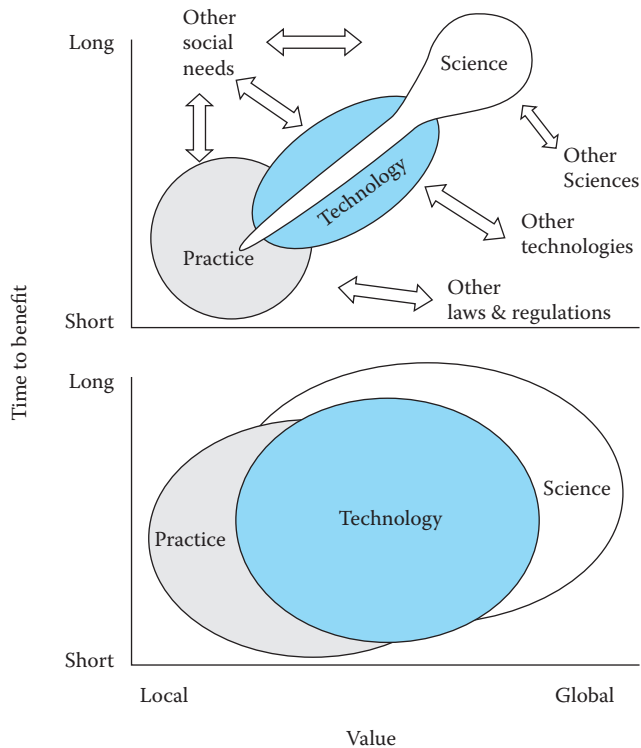 Long
Other
social
needs
Science
Other
Sciences
Technology
Other
technologies
Practice
Other
laws & regulations
Short
Time to benefit
Long
Science
Technology
Practice
Short
Local
Global
Value